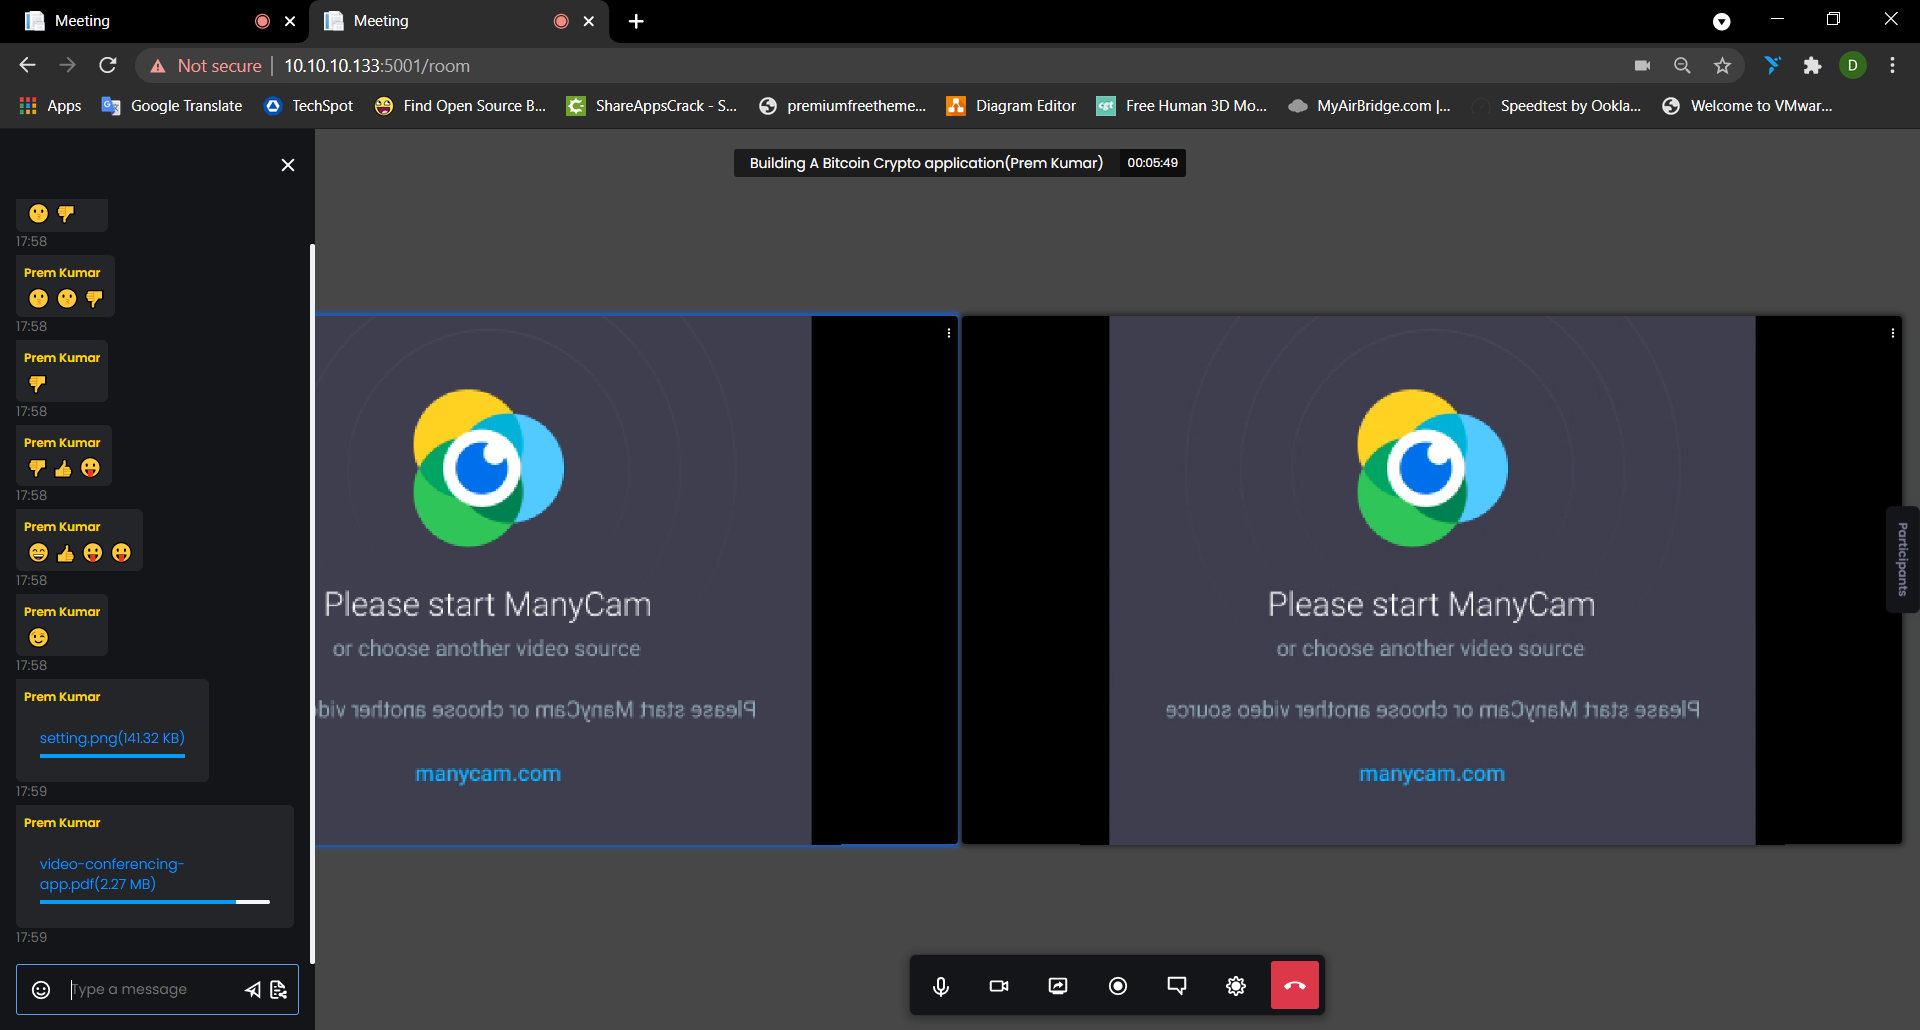 Meeting
Meeting
Not secure
10.10.10.133:5001/room
D
Apps
Google Translate
TechSpot
Find Open Source B...
ShareAppsCrack - S...
premiumfreetheme...
Diagram Editor
cgt
Free Human 3D Mo...
MyAirBridge.com |...
Speedtest by Ookla...
Welcome to VMwar...
Building A Bitcoin Crypto application(Prem Kumar)
00:05:49
17:58
Prem Kumar
17:58
Prem Kumar
17:58
Prem Kumar
17:58
Prem Kumar
17:58
Prem Kumar
17:58
Prem Kumar
setting.png(141.32 KB)
17:59
Prem Kumar
video-conferencing-
app.pdf(2.27 MB)
17:59
Type a message
Please start ManyCam
or choose another video source
Please start ManyCam or choose another vid
manycam.com
Please start ManyCam
or choose another video source
Please start ManyCam or choose another video source
manycam.com
Participants